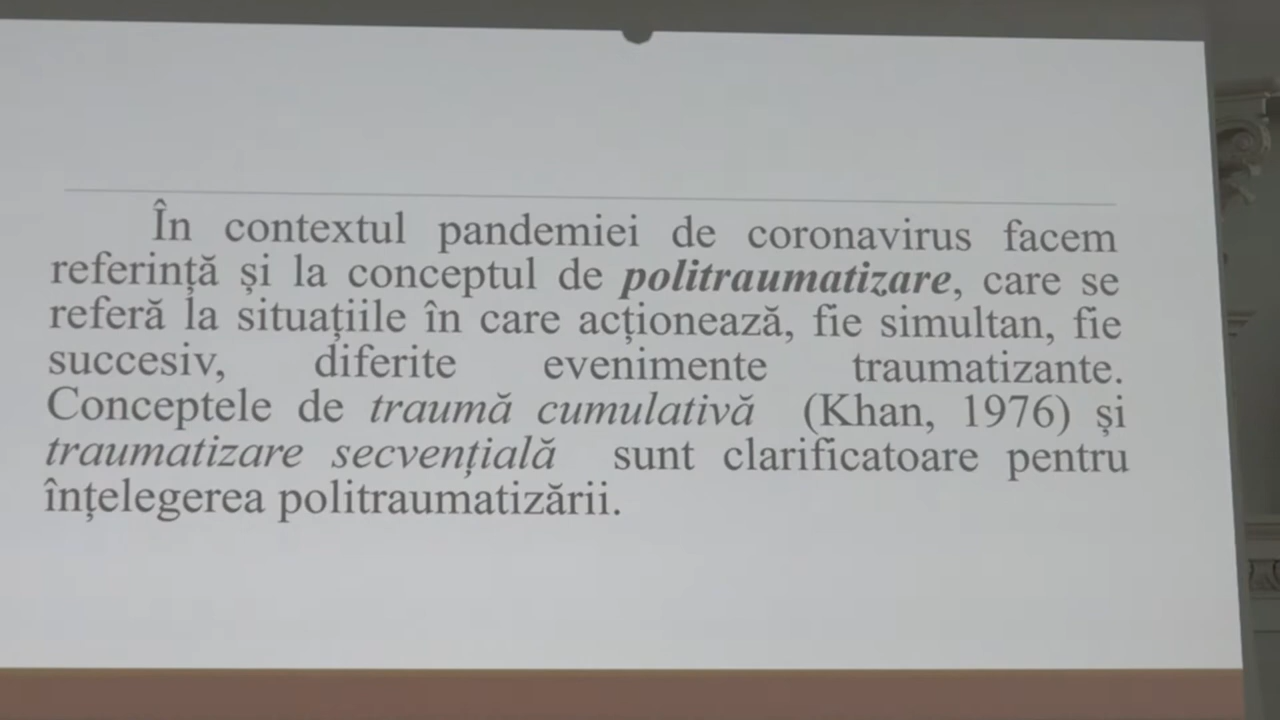 În contextul pandemiei de coronavirus facem
referință și la conceptul de politraumatizare, care se
referă la situațiile în care acționează, fie simultan, fie
succesiv, diferite evenimente traumatizante.
Conceptele de traumă cumulativă (Khan, 1976) și
traumatizare secvențială sunt clarificatoare pentru
înțelegerea politraumatizării.